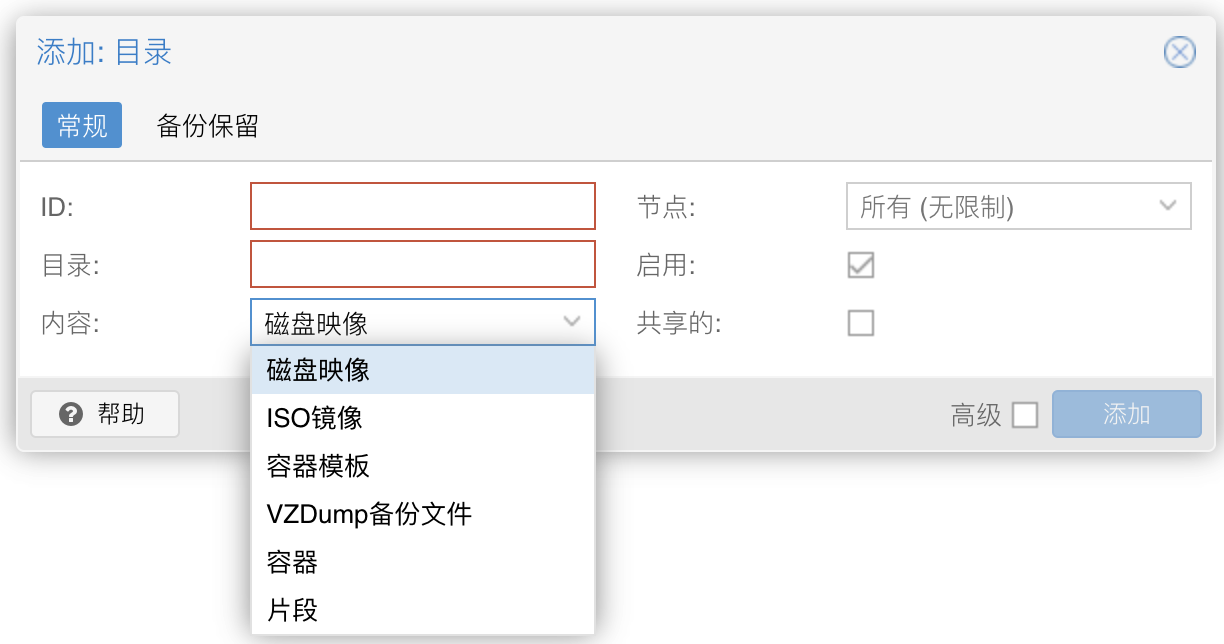 添加: 目录
常规 备份保留
ID: 节点: 所有 (无限制)
目录: 启用:
内容: 磁盘映像 共享的:
磁盘映像
帮助 高级 添加
ISO镜像
容器模板
VZDump备份文件
容器
片段